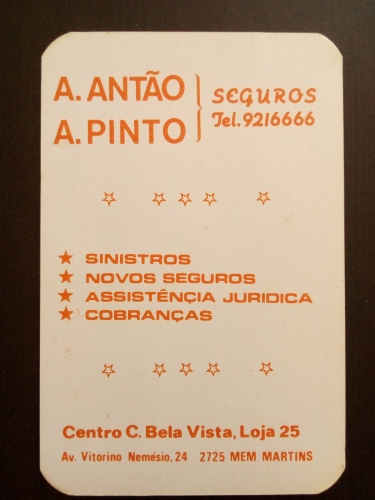 A. ANTÃO
A. PINTO
SEGUROS
Tel. 9216666
SINISTROS
NOVOS SEGUROS
ASSISTÊNCIA JURIDICA
COBRANÇAS
Centro C. Bela Vista, Loja 25
Av. Vitorino Nemésio, 24 2725 MEM MARTINS